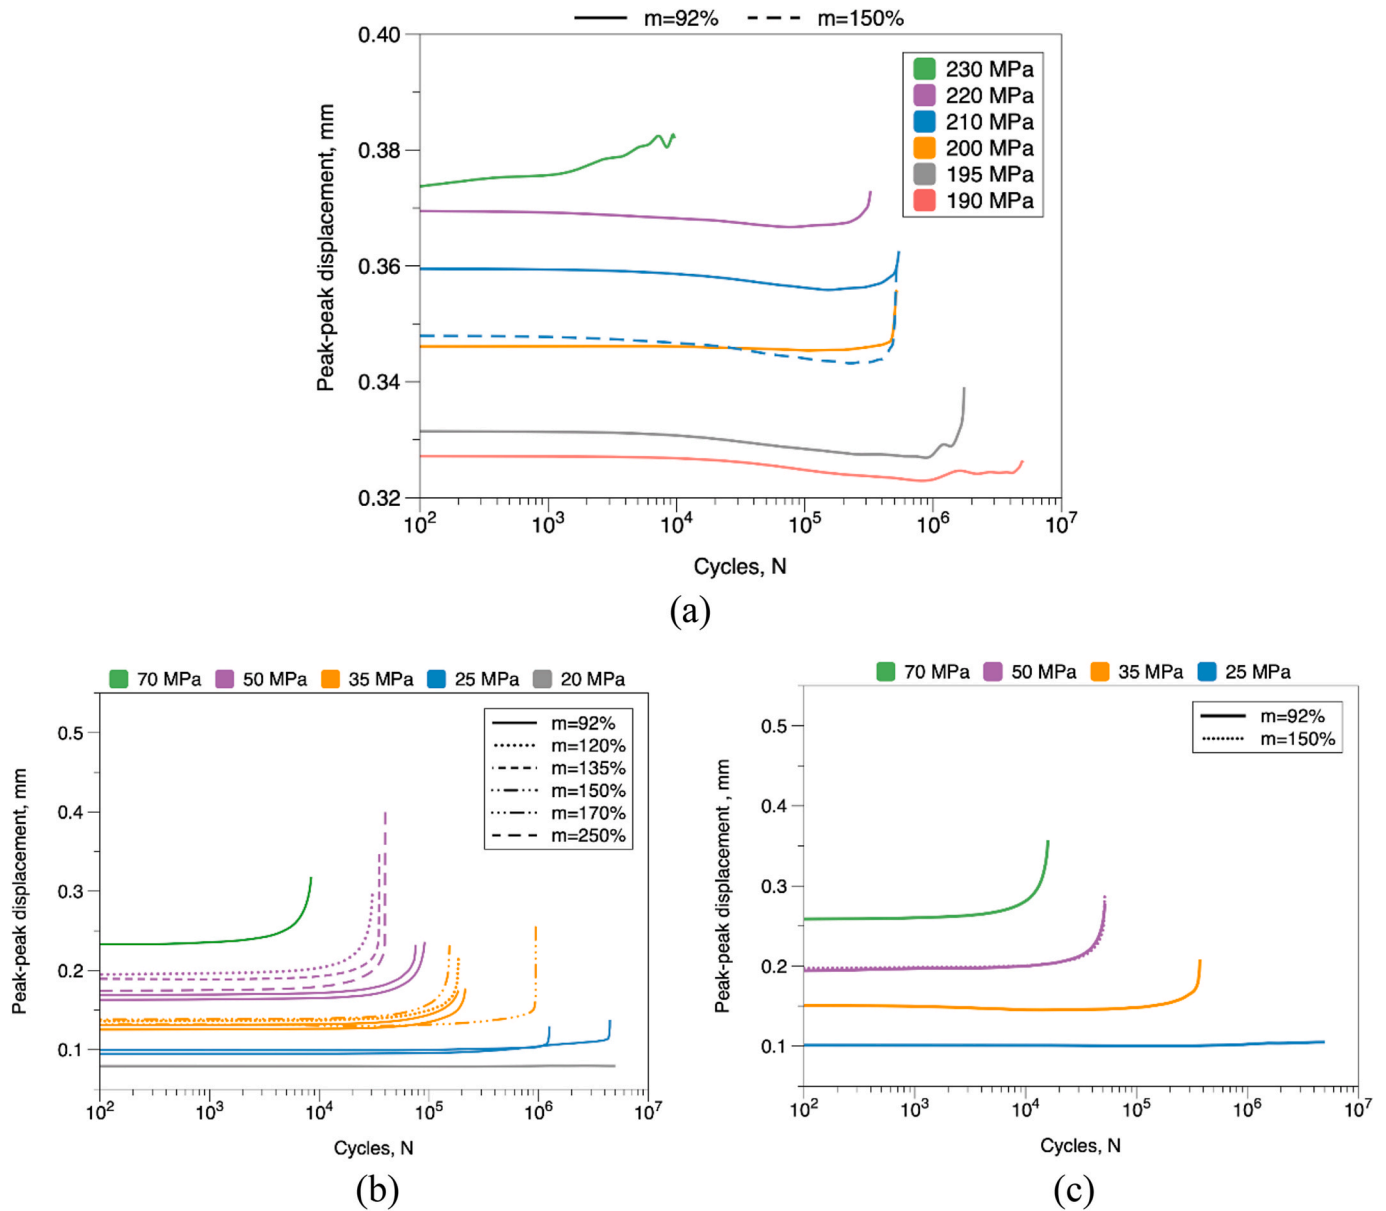 m=92% m=150%
0.40
230 MPa
220 MPa
210 MPa
200 MPa
195 MPa
190 MPa
0.38
0.36
0.34
0.32
Peak-peak displacement, mm
10² 10³ 10⁴ 10⁵ 10⁶ 10⁷
Cycles, N
(a)
70 MPa 50 MPa 35 MPa 25 MPa 20 MPa
m=92%
m=120%
m=135%
m=150%
m=170%
m=250%
0.5
0.4
0.3
0.2
0.1
Peak-peak displacement, mm
10² 10³ 10⁴ 10⁵ 10⁶ 10⁷
Cycles, N
(b)
70 MPa 50 MPa 35 MPa 25 MPa
m=92%
m=150%
0.5
0.4
0.3
0.2
0.1
Peak-peak displacement , mm
10² 10³ 10⁴ 10⁵ 10⁶ 10⁷
Cycles, N
(c)